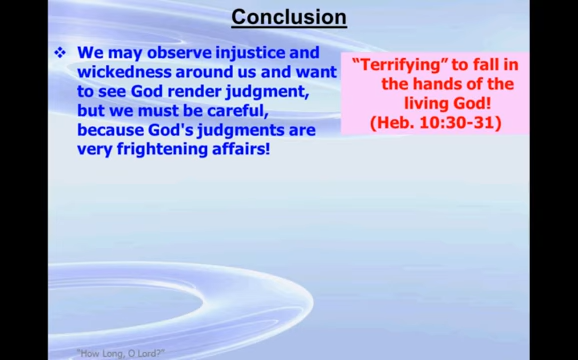 Conclusion
❖ We may observe injustice and
wickedness around us and want
to see God render judgment,
but we must be careful,
because God's judgments are
very frightening affairs!
“Terrifying” to fall in
the hands of the
living God!
(Heb. 10:30-31)
"How Long, O Lord?"